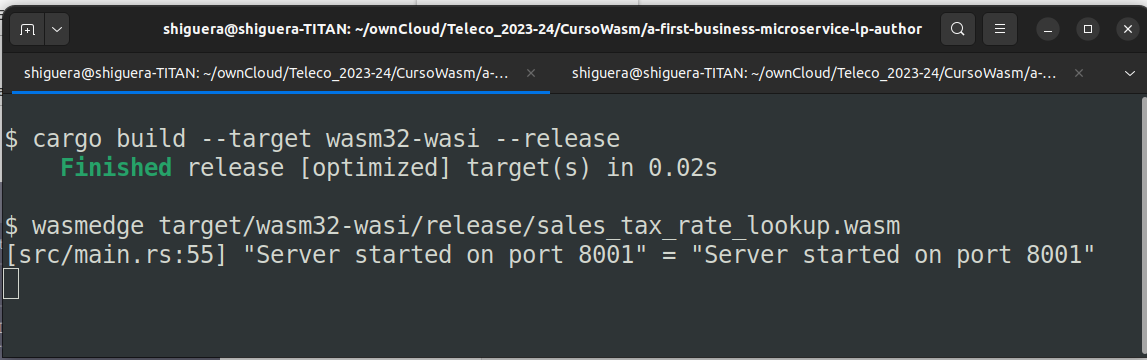 shiguera@shiguera-TITAN: ~/ownCloud/Teleco_2023-24/CursoWasm/a-first-business-microservice-lp-author
shiguera@shiguera-TITAN: ~/ownCloud/Teleco_2023-24/CursoWasm/a-... shiguera@shiguera-TITAN: ~/ownCloud/Teleco_2023-24/CursoWasm/a-...
$ cargo build --target wasm32-wasi --release
Finished release [optimized] target(s) in 0.02s
$ wasmedge target/wasm32-wasi/release/sales_tax_rate_lookup.wasm
[src/main.rs:55] "Server started on port 8001" = "Server started on port 8001"